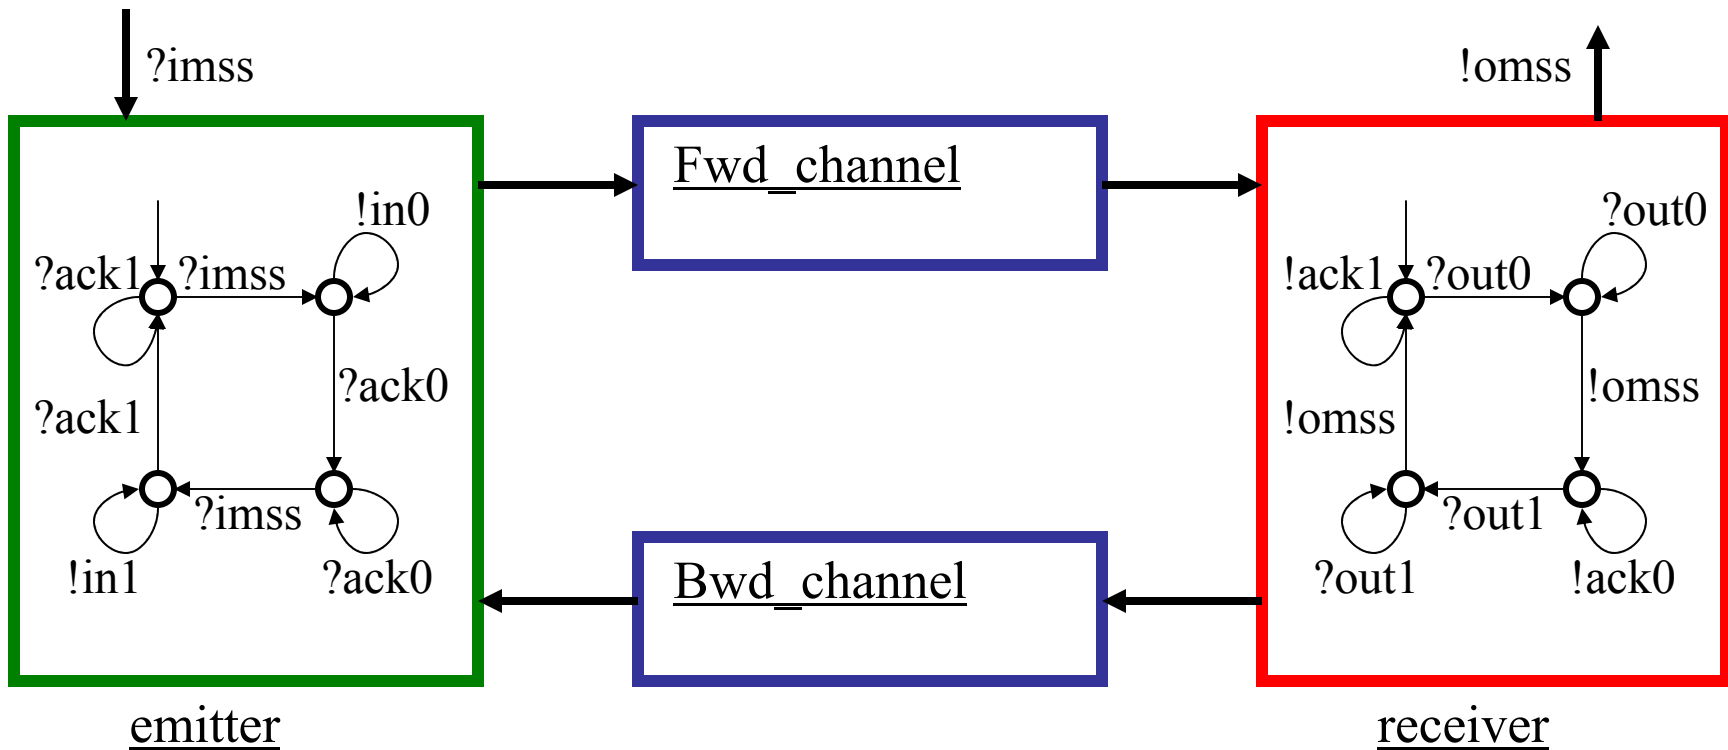 ?imss
!omss
Fwd_channel
!in0
?ack1
?imss
?ack0
?ack1
?imss
!in1
?ack0
?out0
!ack1
?out0
!omss
!omss
?out1
?out1
!ack0
Bwd_channel
emitter
receiver